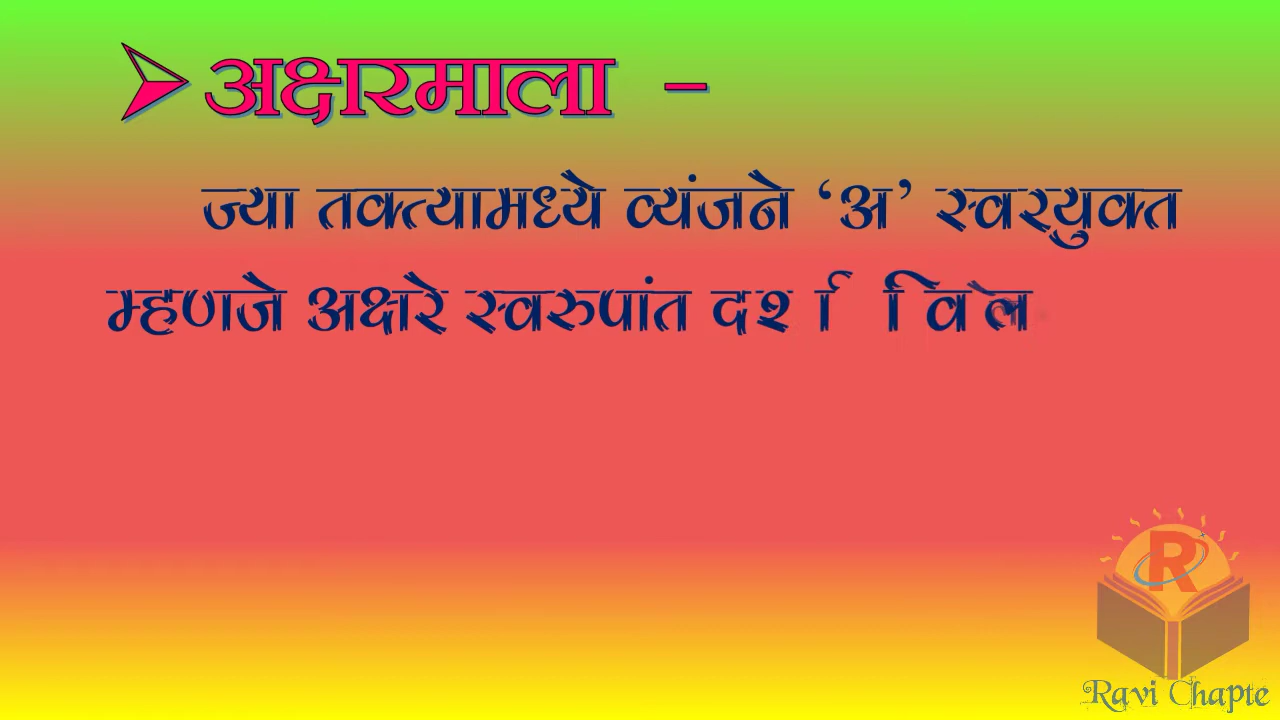 अक्षरमाला -
ज्या तक्त्यामध्ये व्यंजने ‘अ’ स्वरयुक्त
म्हणजे अक्षरे स्वरुपांत
R
Ravi Chapte